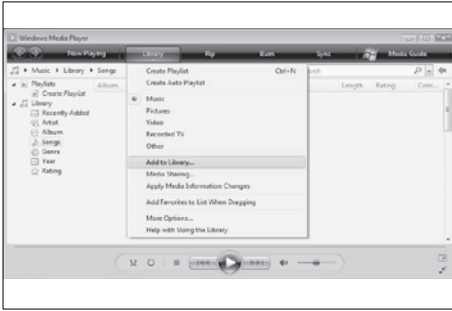 Windows Media Player
Now Playing Library Rip Burn Sync Media Guide
Music Library Songs
Playlists
Create Playlist
Library
Recently Added
Artist
Album
Songs
Genre
Year
Rating
Album
Create Playlist Ctrl+N
Create Auto Playlist
Music
Pictures
Video
Recorded TV
Other
Add to Library...
Media Sharing...
Apply Media Information Changes
Add Favorites to List When Dragging
More Options...
Help with Using the Library
Length Rating